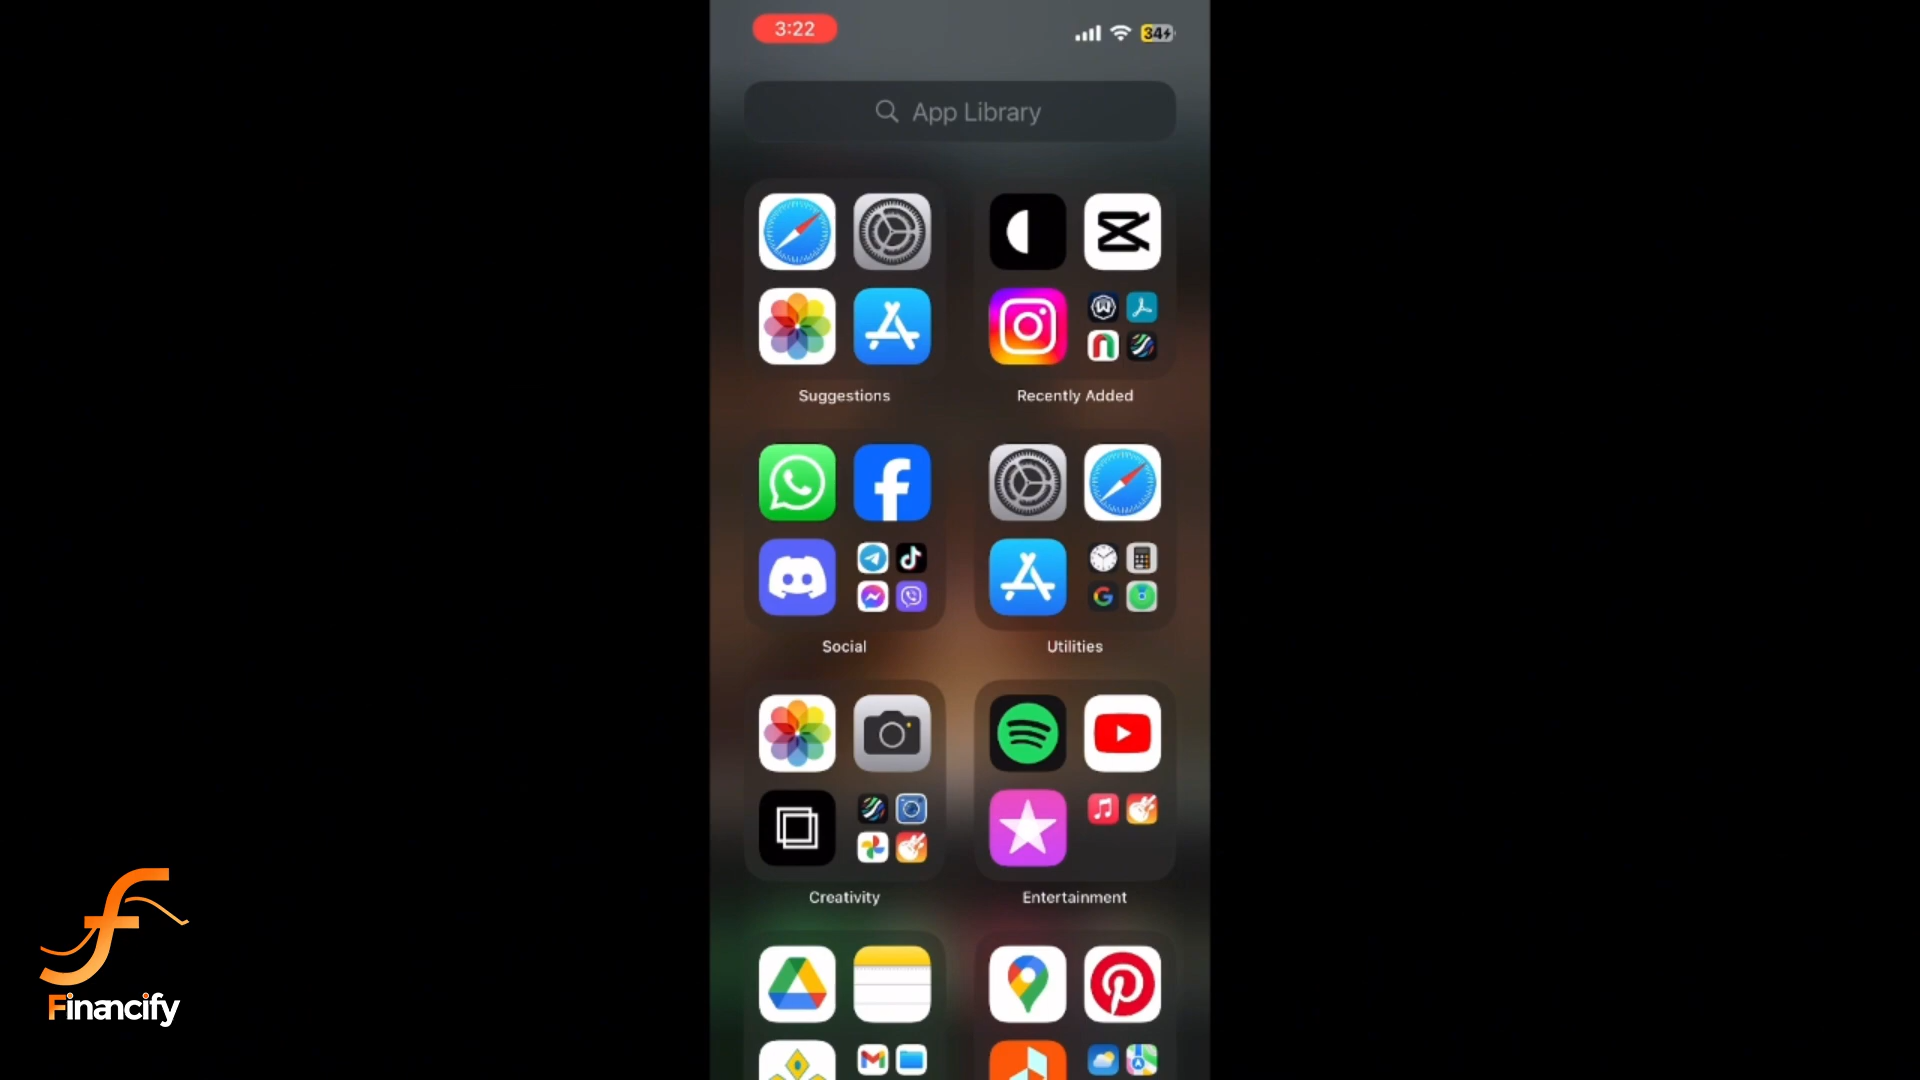 3:22
34
App Library
Suggestions
Recently Added
Social
Utilities
Creativity
Entertainment
Financify